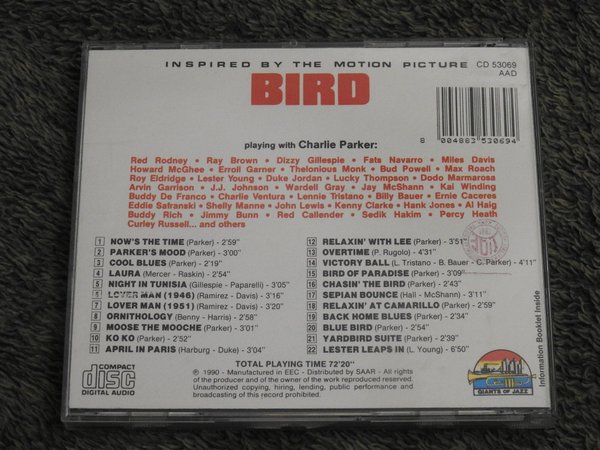 INSPIRED BY THE MOTION PICTURE CD 53069
AAD
BIRD
playing with Charlie Parker:
8 004883 530694
Red Rodney • Ray Brown • Dizzy Gillespie • Fats Navarro • Miles Davis
Howard McGhee • Erroll Garner • Thelonious Monk • Bud Powell • Max Roach
Roy Eldridge • Lester Young • Duke Jordan • Lucky Thompson • Dodo Marmarosa
Arvin Garrison • J.J. Johnson • Wardell Gray • Jay McShann • Kai Winding
Buddy De Franco • Charlie Ventura • Lennie Tristano • Billy Bauer • Ernie Caceres
Eddie Safranski • Shelly Manne • John Lewis • Kenny Clarke • Hank Jones • Al Haig
Buddy Rich • Jimmy Bunn • Red Callender • Sedik Hakim • Percy Heath
Curley Russell... and others
1 NOW'S THE TIME (Parker) - 2'59"
2 PARKER'S MOOD (Parker) - 3'00"
3 COOL BLUES (Parker) - 2'19"
4 LAURA (Mercer - Raskin) - 2'54"
5 NIGHT IN TUNISIA (Gillespie - Paparelli) - 3'05"
6 LOVER MAN (1946) (Ramirez - Davis) - 3'16"
7 LOVER MAN (1951) (Ramirez - Davis) - 3'20"
8 ORNITHOLOGY (Benny - Harris) - 2'58"
9 MOOSE THE MOOCHE (Parker) - 3'01"
10 KO KO (Parker) - 2'52"
11 APRIL IN PARIS (Harburg - Duke) - 3'04"
12 RELAXIN' WITH LEE (Parker) - 3'51"
13 OVERTIME (P. Rugolo) - 4'31"
14 VICTORY BALL (L. Tristano - B. Bauer - C. Parker) - 4'11"
15 BIRD OF PARADISE (Parker) - 3'09"
16 CHASIN' THE BIRD (Parker) - 2'43"
17 SEPIAN BOUNCE (Hall - McShann) - 3'11"
18 RELAXIN' AT CAMARILLO (Parker) - 2'59"
19 BACK HOME BLUES (Parker) - 2'34"
20 BLUE BIRD (Parker) - 2'54"
21 YARDBIRD SUITE (Parker) - 2'39"
22 LESTER LEAPS IN (L. Young) - 6'50"
TOTAL PLAYING TIME 72'20"
℗ 1990 - Manufactured in EEC - Distributed by SAAR - All rights
of the producer and of the owner of the work reproduced reserved.
Unauthorized copying, hiring, lending, public performance and
broadcasting of this record prohibited.
COMPACT
disc
DIGITAL AUDIO
GIANTS OF JAZZ
Information Booklet Inside